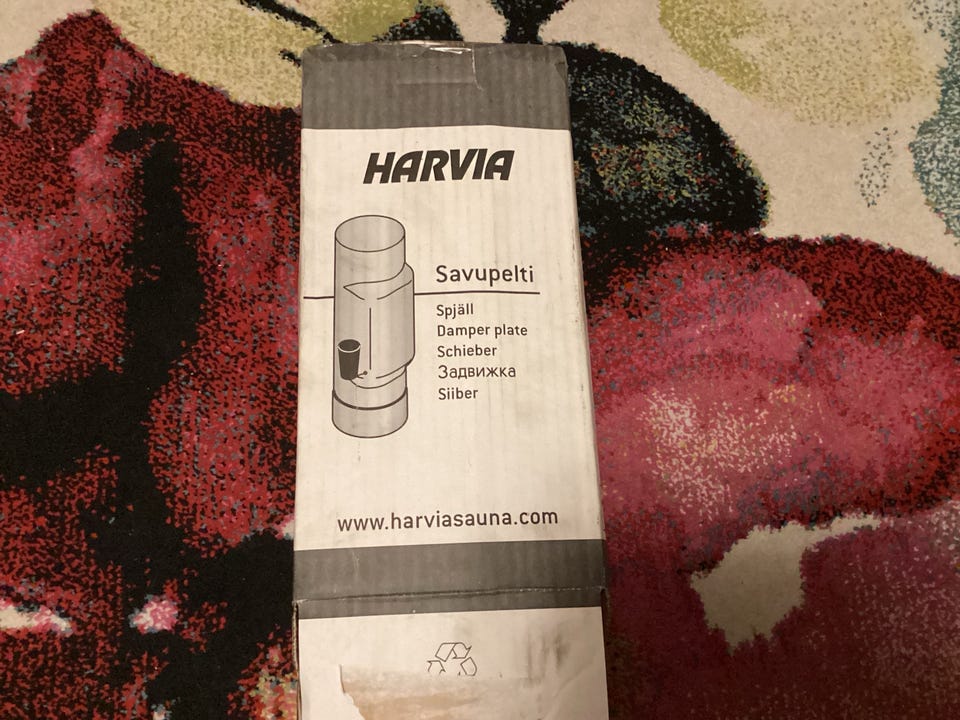 HARVIA
Savupelti
Spjäll
Damper plate
Schieber
Задвижка
Siiber
www.harviasauna.com